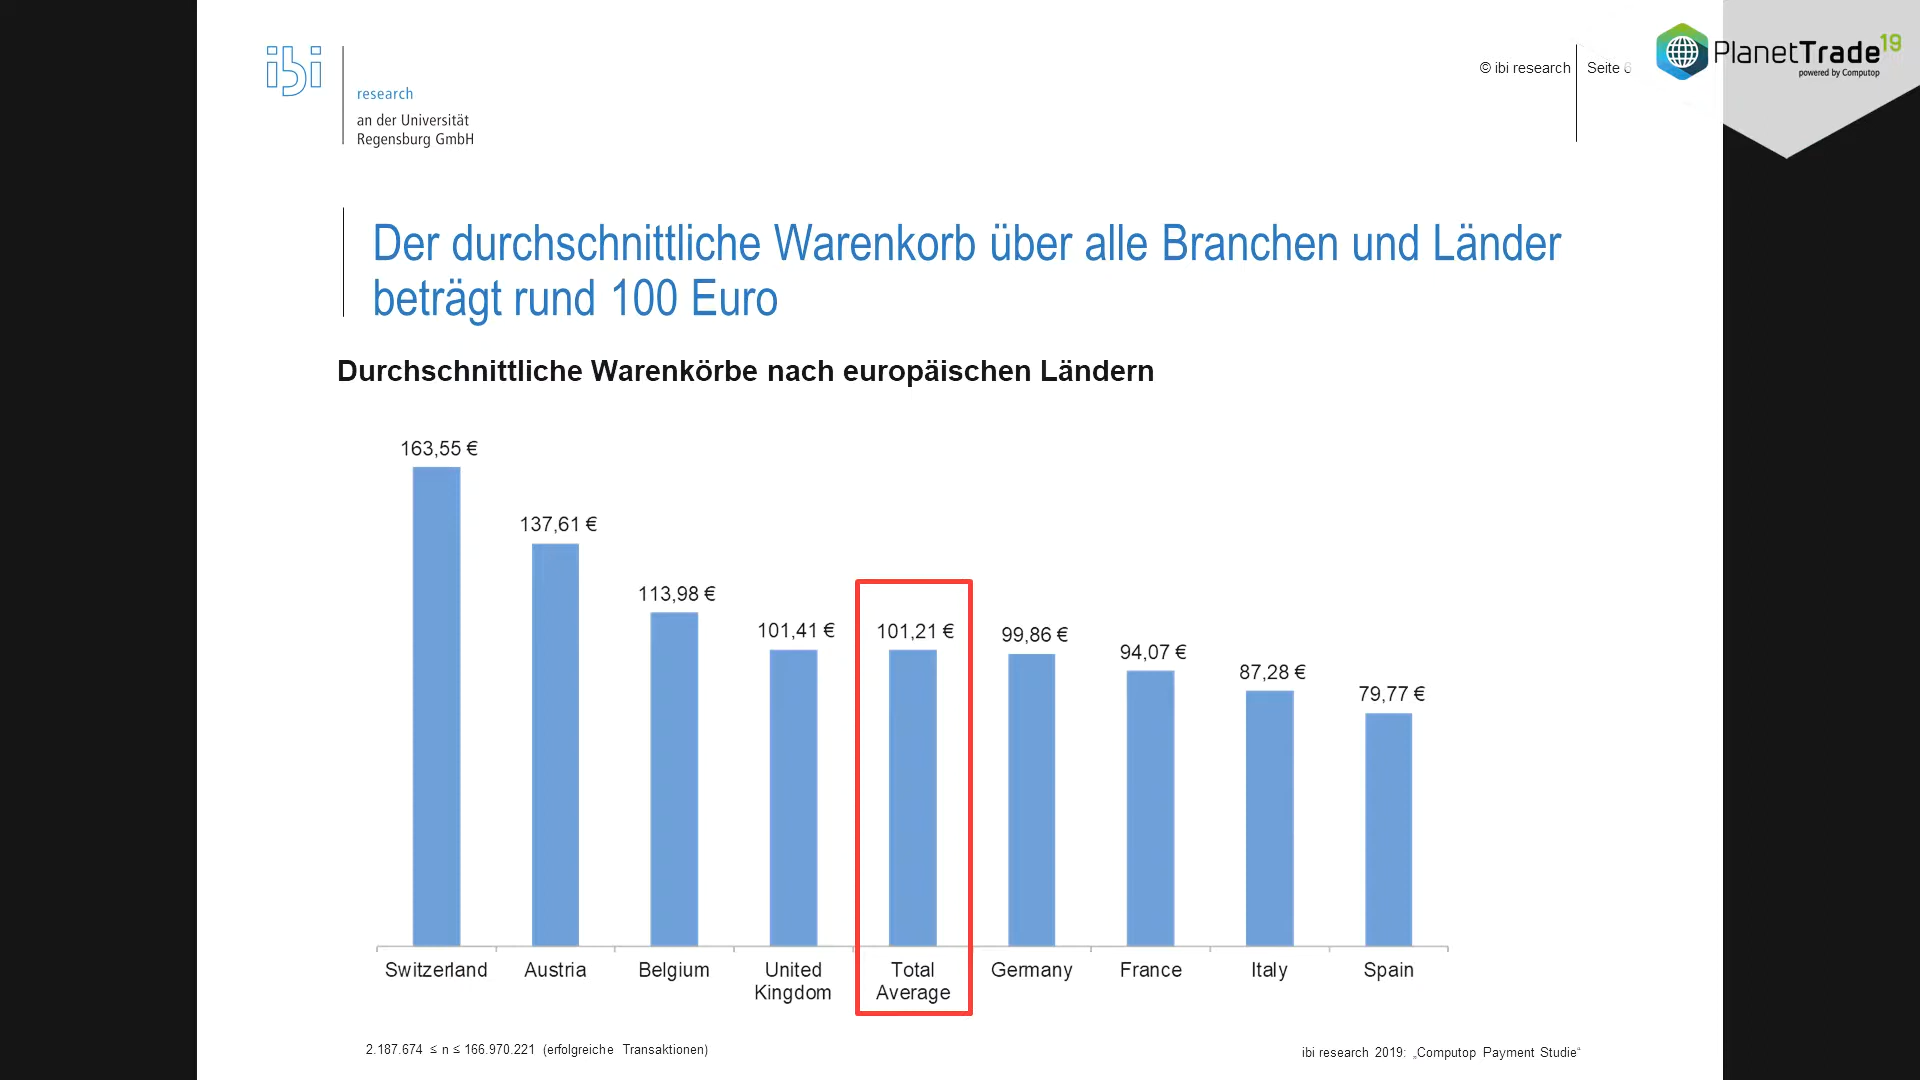 ibi
research
an der Universität
Regensburg GmbH
© ibi research
Seite 6
PlanetTrade19
powered by Computop
Der durchschnittliche Warenkorb über alle Branchen und Länder
beträgt rund 100 Euro
Durchschnittliche Warenkörbe nach europäischen Ländern
163,55 €
137,61 €
113,98 €
101,41 €
101,21 €
99,86 €
94,07 €
87,28 €
79,77 €
Switzerland
Austria
Belgium
United
Kingdom
Total
Average
Germany
France
Italy
Spain
2.187.674 ≤ n ≤ 166.970.221 (erfolgreiche Transaktionen)
ibi research 2019: „Computop Payment Studie“